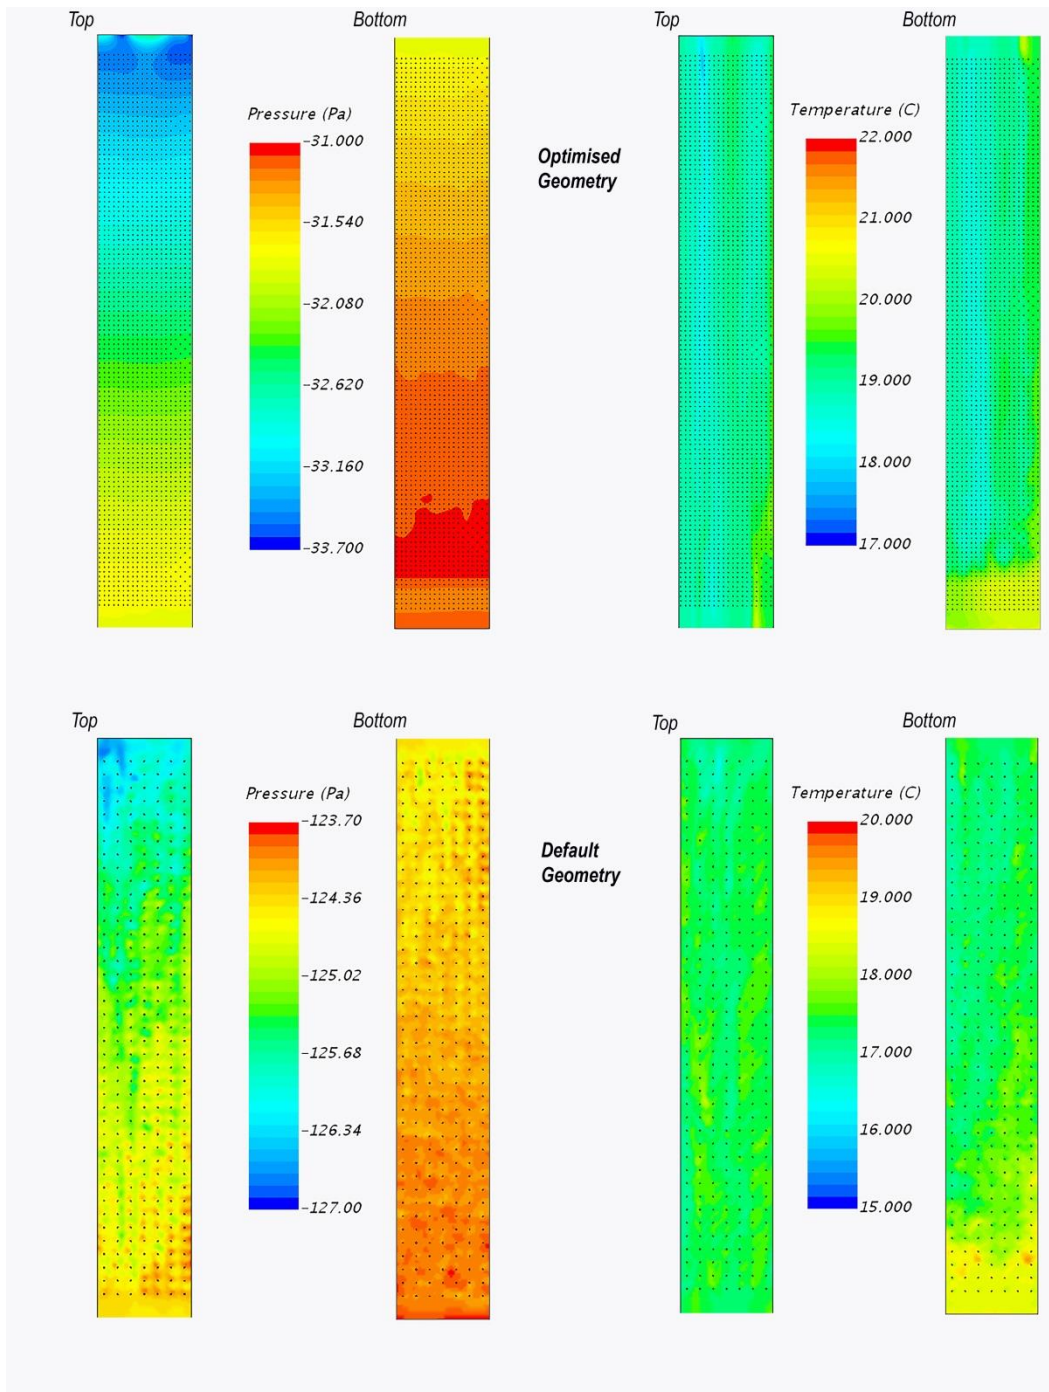 Top
Bottom
Top
Bottom
Pressure (Pa)
-31.000
-31.540
-32.080
-32.620
-33.160
-33.700
Optimised
Geometry
Temperature (C)
22.000
21.000
20.000
19.000
18.000
17.000
Top
Bottom
Top
Bottom
Pressure (Pa)
-123.70
-124.36
-125.02
-125.68
-126.34
-127.00
Default
Geometry
Temperature (C)
20.000
19.000
18.000
17.000
16.000
15.000